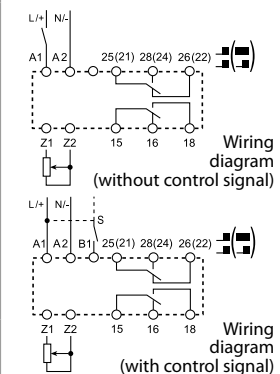 L/+ N/-
A1 A2 25(21) 28(24) 26(22)
Z1 Z2 15 16 18
Wiring
diagram
(without control signal)
L/+ N/-
S
A1 A2 B1 25(21) 28(24) 26(22)
Z1 Z2 15 16 18
Wiring
diagram
(with control signal)